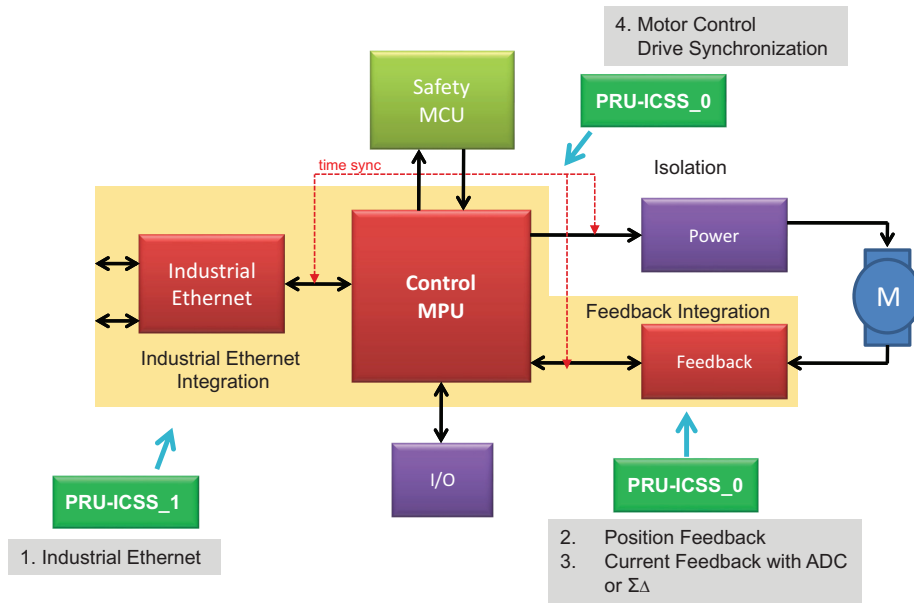 4. Motor Control
Drive Synchronization
Safety
MCU
PRU-ICSS_0
time sync
Isolation
Industrial
Ethernet
Control
MPU
Power
M
Feedback Integration
Feedback
Industrial Ethernet
Integration
I/O
PRU-ICSS_1
PRU-ICSS_0
1. Industrial Ethernet
2. Position Feedback
3. Current Feedback with ADC
or ΣΔ